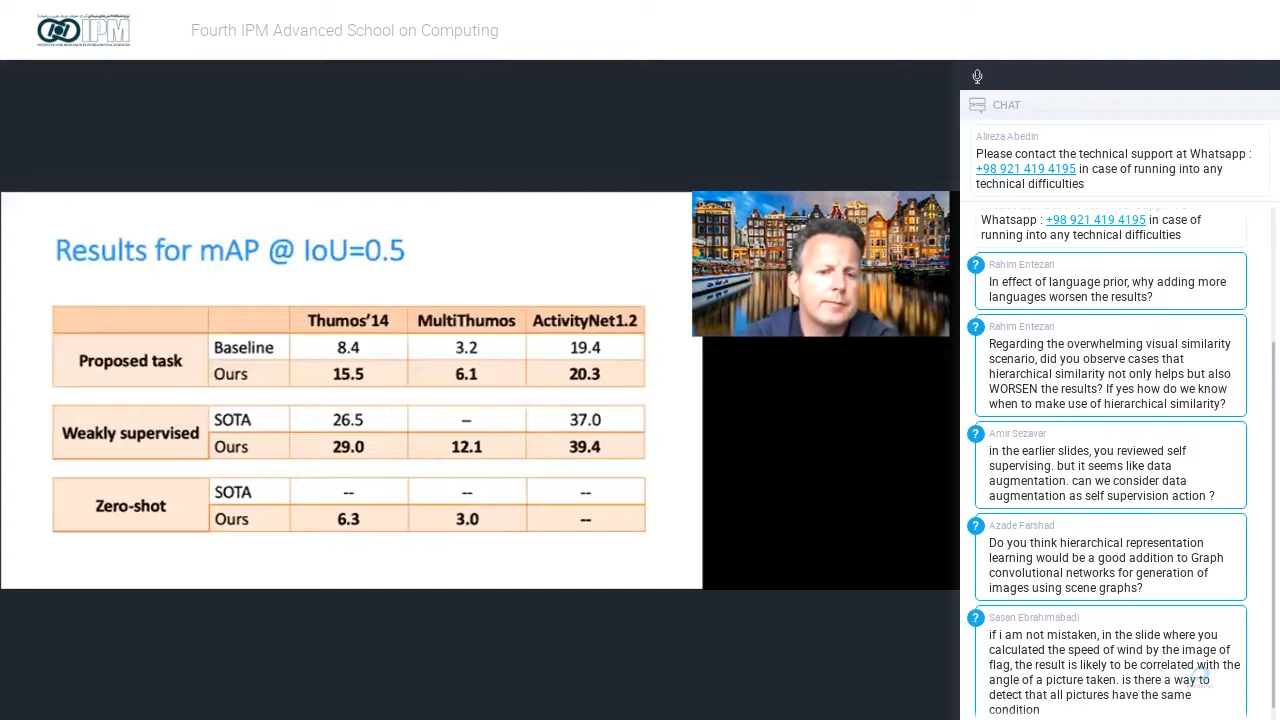 IPM
Fourth IPM Advanced School on Computing
Results for mAP @ IoU=0.5
Thumos'14 MultiThumos ActivityNet1.2
Proposed task
Baseline 8.4 3.2 19.4
Ours 15.5 6.1 20.3
Weakly supervised
SOTA 26.5 – 37.0
Ours 29.0 12.1 39.4
Zero-shot
SOTA -- -- --
Ours 6.3 3.0 --
CHAT
Alireza Abedin
Please contact the technical support at Whatsapp :
+98 921 419 4195 in case of running into any
technical difficulties
Whatsapp : +98 921 419 4195 in case of
running into any technical difficulties
?
Rahim Entezari
In effect of language prior, why adding more
languages worsen the results?
?
Rahim Entezari
Regarding the overwhelming visual similarity
scenario, did you observe cases that
hierarchical similarity not only helps but also
WORSEN the results? If yes how do we know
when to make use of hierarchical similarity?
?
Amir Sezavar
in the earlier slides, you reviewed self
supervising. but it seems like data
augmentation. can we consider data
augmentation as self supervision action ?
?
Azade Farshad
Do you think hierarchical representation
learning would be a good addition to Graph
convolutional networks for generation of
images using scene graphs?
?
Sasan Ebrahimabadi
if i am not mistaken, in the slide where you
calculated the speed of wind by the image of
flag, the result is likely to be correlated with the
angle of a picture taken. is there a way to
detect that all pictures have the same
condition